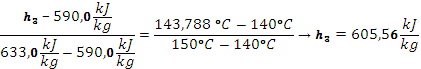 h₃ − 590,0 kJ/kg / 633,0 kJ/kg − 590,0 kJ/kg = 143,788 °C − 140°C / 150°C − 140°C → h₃ = 605,56 kJ/kg